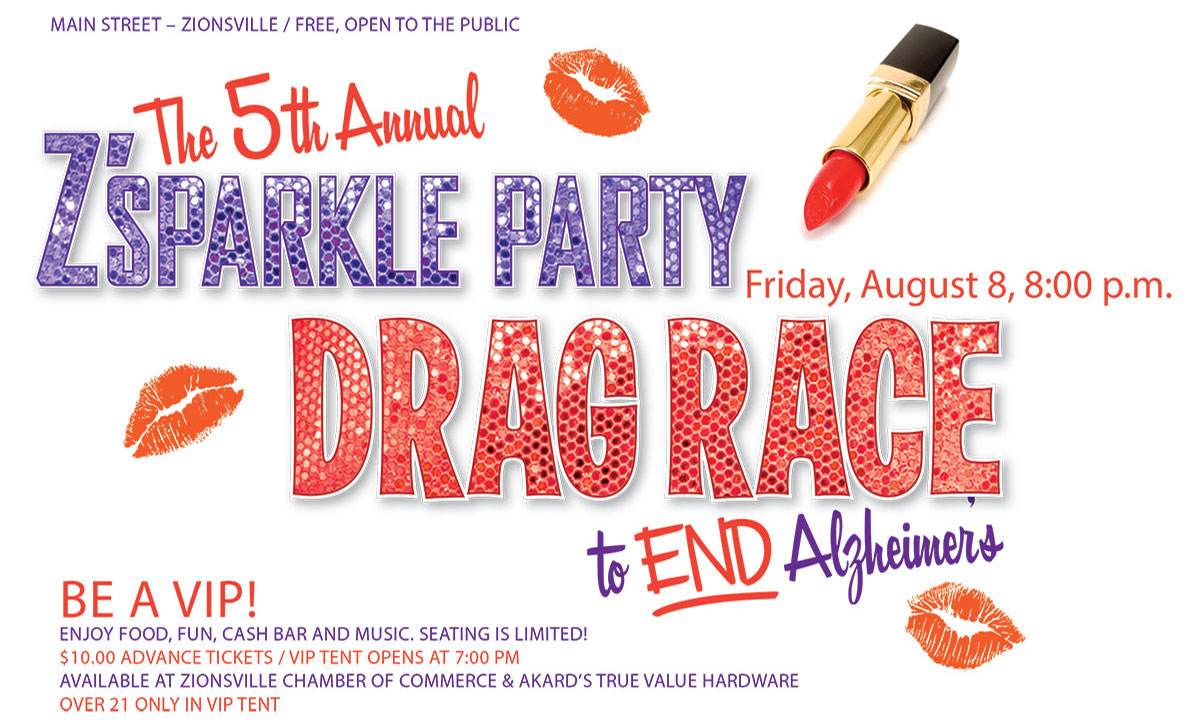 MAIN STREET – ZIONSVILLE / FREE, OPEN TO THE PUBLIC
The 5th Annual
Z'SPARKLE PARTY
Friday, August 8, 8:00 p.m.
DRAG RACE
to END Alzheimer's
BE A VIP!
ENJOY FOOD, FUN, CASH BAR AND MUSIC. SEATING IS LIMITED!
$10.00 ADVANCE TICKETS / VIP TENT OPENS AT 7:00 PM
AVAILABLE AT ZIONSVILLE CHAMBER OF COMMERCE & AKARD'S TRUE VALUE HARDWARE
OVER 21 ONLY IN VIP TENT